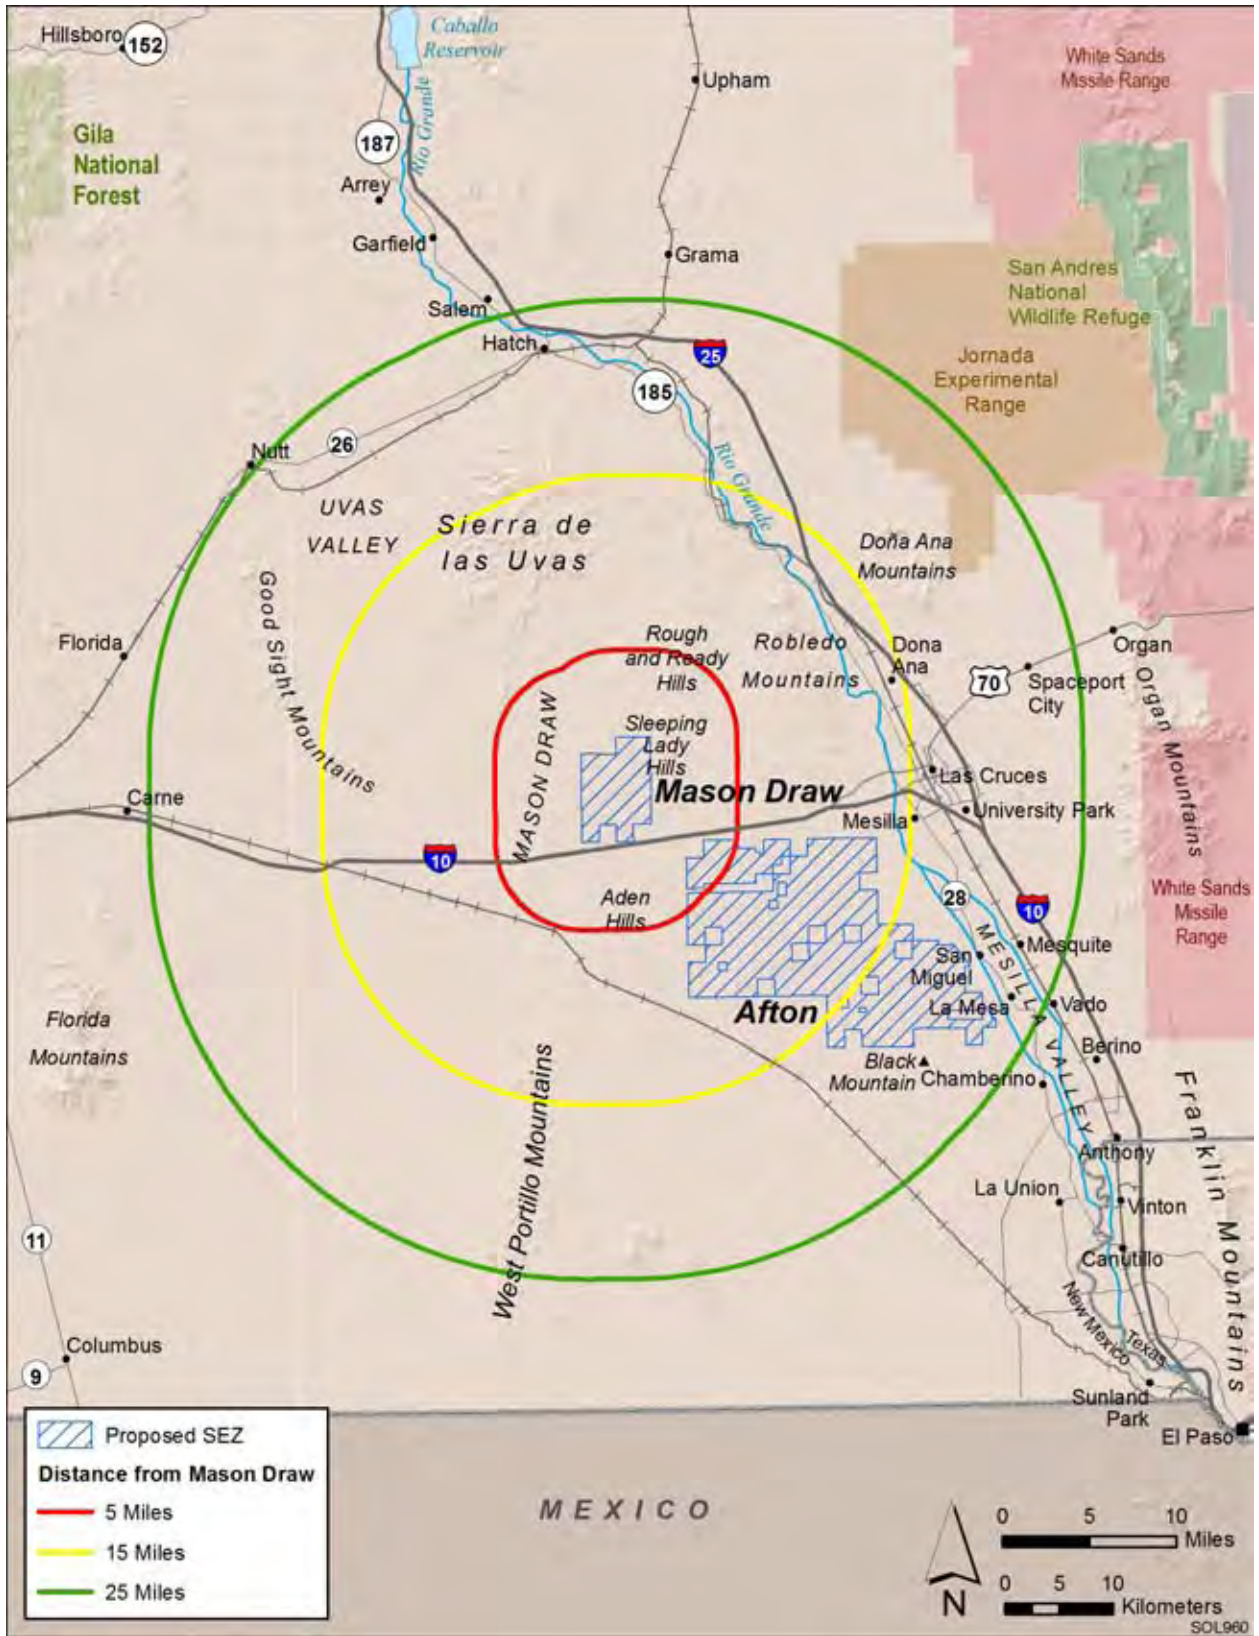 Hillsboro
152
Caballo
Reservoir
Upham
White Sands
Missile Range
Gila
National
Forest
187
Rio Grande
Arrey
Garfield
Grama
San Andres
National
Wildlife Refuge
Salem
Hatch
25
Jornada
Experimental
Range
185
Nutt
26
Rio Grande
UVAS
VALLEY
Sierra de
las Uvas
Doña Ana
Mountains
Good Sight Mountains
Florida
Rough
and Ready
Hills
Robledo
Mountains
Dona
Ana
Organ
70
Spaceport
City
Organ Mountains
MASON DRAW
Sleeping
Lady
Hills
Carne
Mason Draw
Las Cruces
Mesilla
University Park
10
Aden
Hills
28
10
White Sands
Missile
Range
MESILLA VALLEY
Mesquite
San
Miguel
La Mesa
Vado
Afton
Florida
Mountains
Black
Mountain
Berino
Chamberino
West Portillo Mountains
Franklin Mountains
Anthony
La Union
Vinton
11
Canutillo
New Mexico
Texas
Columbus
9
Sunland
Park
El Paso
Proposed SEZ
Distance from Mason Draw
5 Miles
15 Miles
25 Miles
MEXICO
N
0 5 10
Miles
0 5 10
Kilometers
SOL960